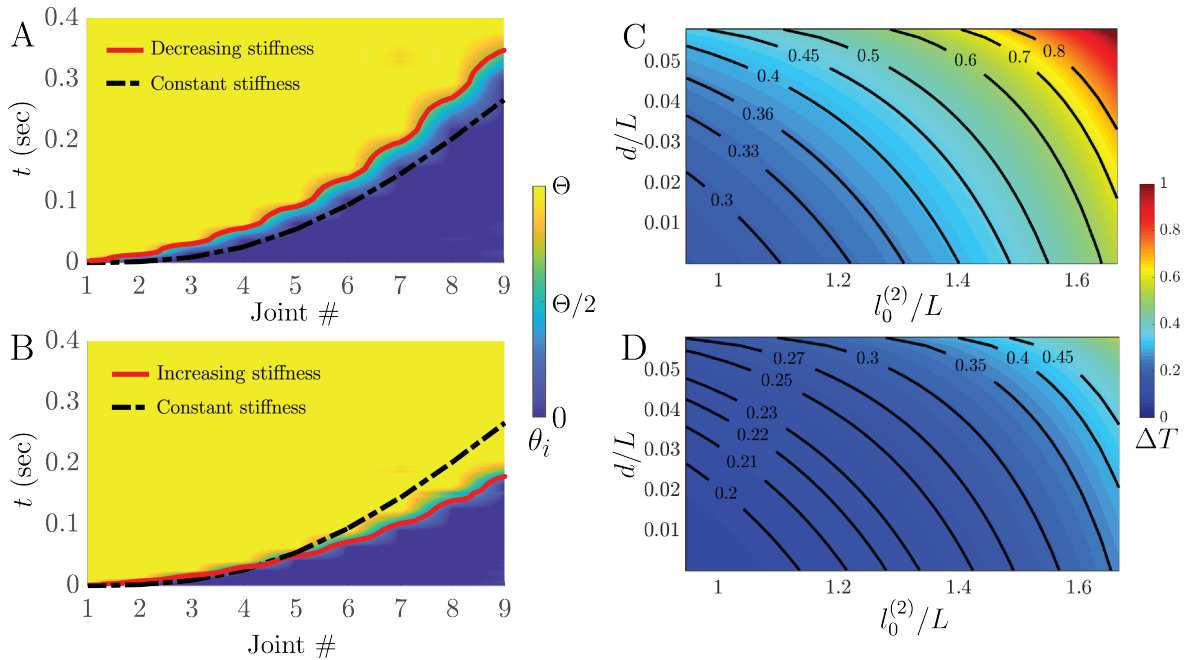 A
0.4
0.3
0.2
0.1
0
t (sec)
Decreasing stiffness
Constant stiffness
1 2 3 4 5 6 7 8 9
Joint #
B
0.4
0.3
0.2
0.1
0
t (sec)
Increasing stiffness
Constant stiffness
1 2 3 4 5 6 7 8 9
Joint #
Θ
Θ/2
0
θ_i
C
0.05
0.04
0.03
0.02
0.01
d/L
0.3
0.33
0.36
0.4
0.45
0.5
0.6
0.7
0.8
1 1.2 1.4 1.6
l_0^(2)/L
D
0.05
0.04
0.03
0.02
0.01
d/L
0.2
0.21
0.22
0.23
0.25
0.27
0.3
0.35
0.4
0.45
1 1.2 1.4 1.6
l_0^(2)/L
1
0.8
0.6
0.4
0.2
0
ΔT